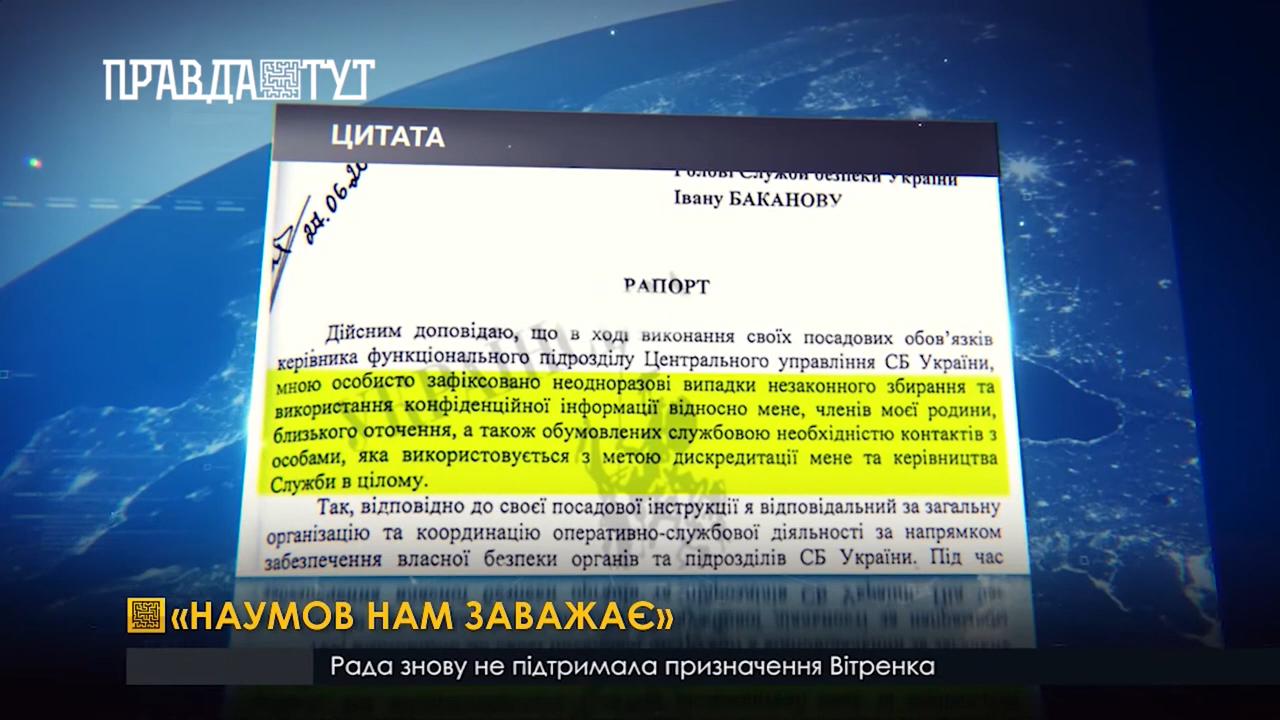 ПРАВДА ТУТ
ЦИТАТА
27.06.20
Голові Служби безпеки України
Івану БАКАНОВУ
РАПОРТ
Дійсним доповідаю, що в ході виконання своїх посадових обов’язків
керівника функціонального підрозділу Центрального управління СБ України,
мною особисто зафіксовано неодноразові випадки незаконного збирання та
використання конфіденційної інформації відносно мене, членів моєї родини,
близького оточення, а також обумовлених службовою необхідністю контактів з
особами, яка використовується з метою дискредитації мене та керівництва
Служби в цілому.
Так, відповідно до своєї посадової інструкції я відповідальний за загальну
організацію та координацію оперативно-службової діяльності за напрямком
забезпечення власної безпеки органів та підрозділів СБ України. Під час
«НАУМОВ НАМ ЗАВАЖАЄ»
Рада знову не підтримала призначення Вітренка